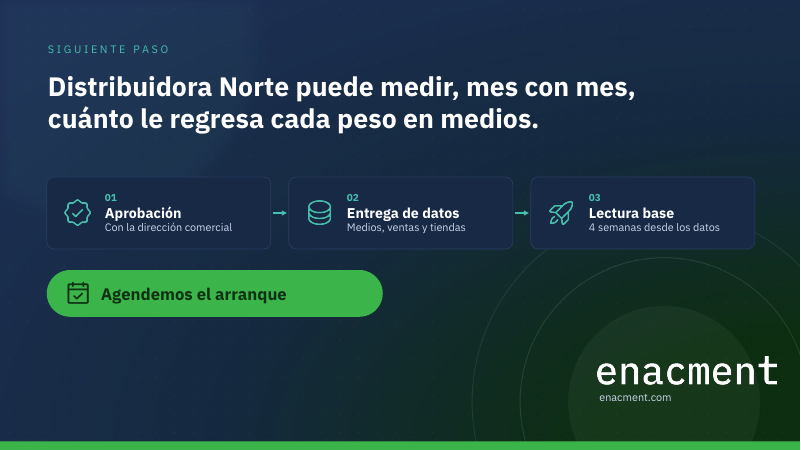 SIGUIENTE PASO
Distribuidora Norte puede medir, mes con mes,
cuánto le regresa cada peso en medios.
01
Aprobación
Con la dirección comercial
02
Entrega de datos
Medios, ventas y tiendas
03
Lectura base
4 semanas desde los datos
Agendemos el arranque
enacment
enacment.com